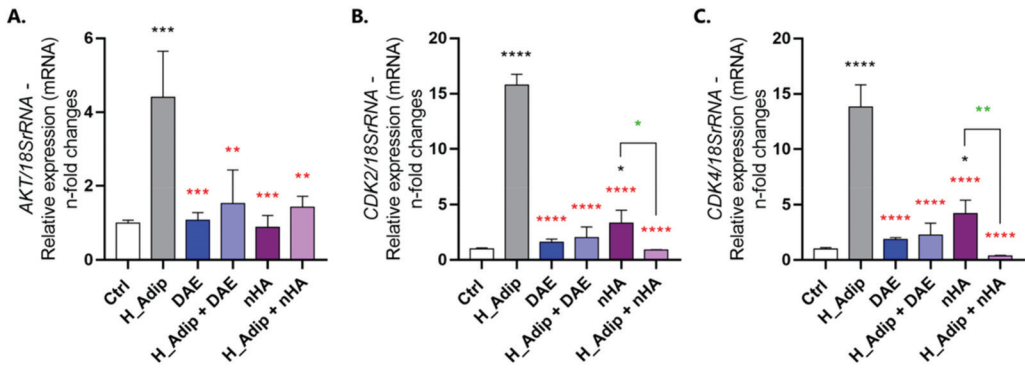 A.
AKT/18SrRNA -
Relative expression (mRNA)
n-fold changes
6
4
2
0
***
***
**
***
**
Ctrl
H_Adip
DAE
H_Adip + DAE
nHA
H_Adip + nHA
B.
CDK2/18SrRNA -
Relative expression (mRNA)
n-fold changes
20
15
10
5
0
****
****
****
*
*
****
****
Ctrl
H_Adip
DAE
H_Adip + DAE
nHA
H_Adip + nHA
C.
CDK4/18SrRNA -
Relative expression (mRNA)
n-fold changes
20
15
10
5
0
****
****
****
**
*
****
****
Ctrl
H_Adip
DAE
H_Adip + DAE
nHA
H_Adip + nHA